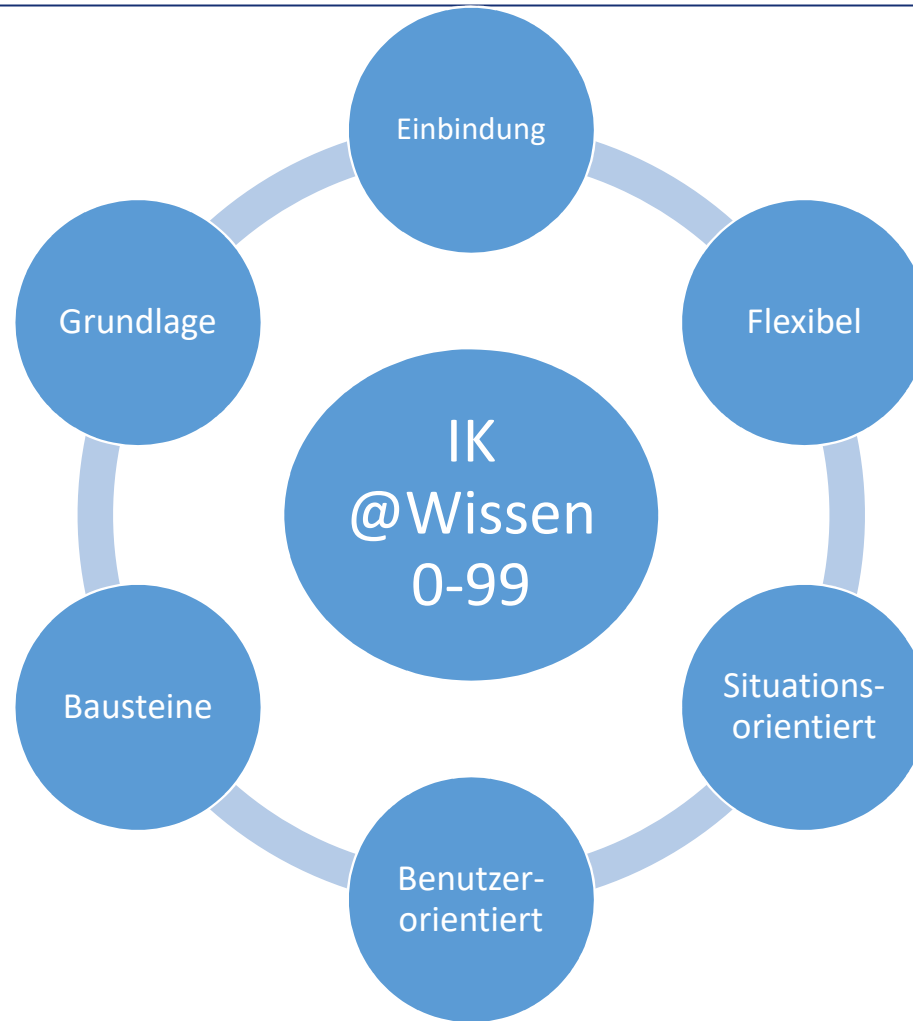 Einbindung
Flexibel
Situations-
orientiert
Benutzer-
orientiert
Bausteine
Grundlage
IK
@Wissen
0-99